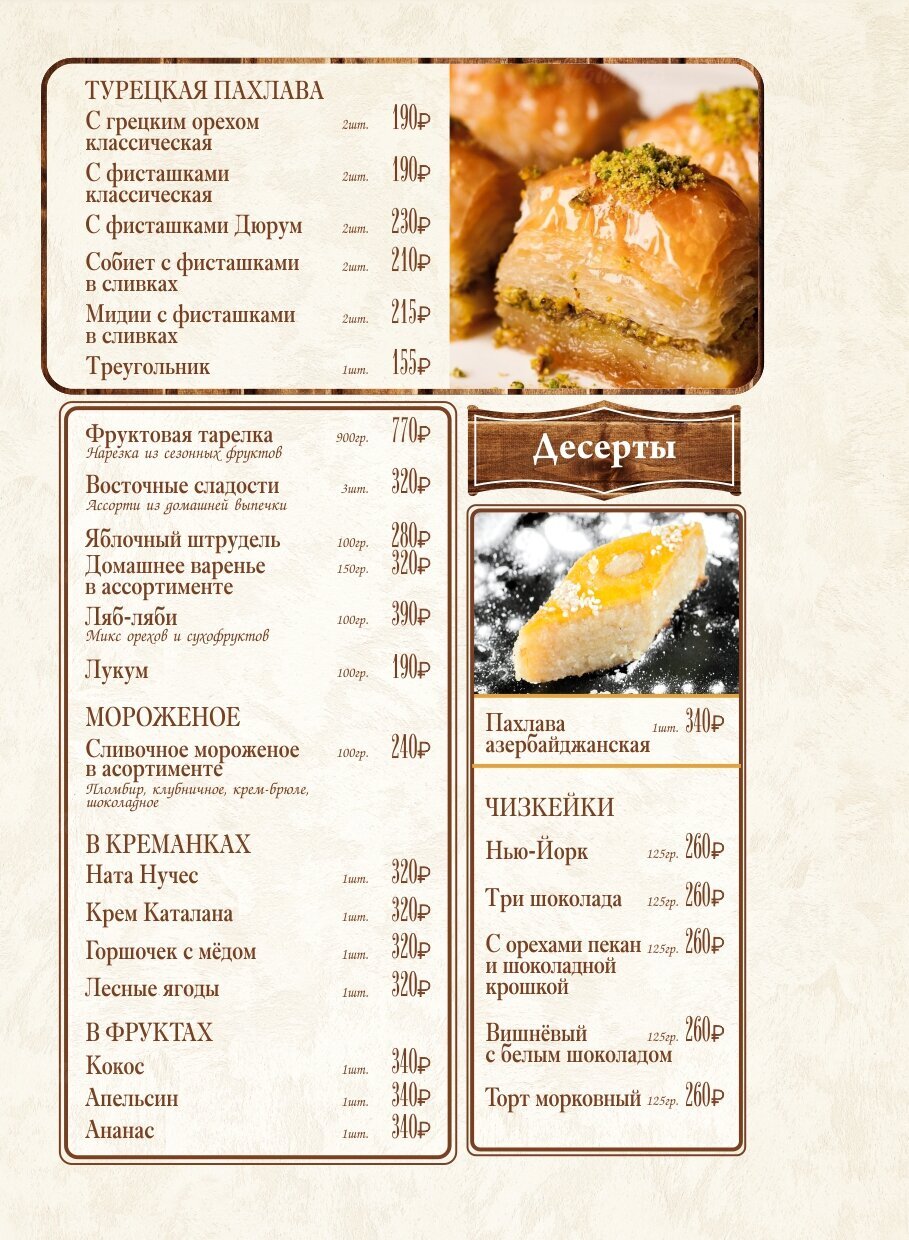 ТУРЕЦКАЯ ПАХЛАВА
С грецким орехом 2шт. 190₽
классическая
С фисташками 2шт. 190₽
классическая
С фисташками Дюрум 2шт. 230₽
Собиет с фисташками 2шт. 210₽
в сливках
Мидии с фисташками 2шт. 215₽
в сливках
Треугольник 1шт. 155₽
Фруктовая тарелка 900гр. 770₽
Нарезка из сезонных фруктов
Восточные сладости 3шт. 320₽
Ассорти из домашней выпечки
Яблочный штрудель 100гр. 280₽
Домашнее варенье 150гр. 320₽
в ассортименте
Ляб-ляби 100гр. 390₽
Микс орехов и сухофруктов
Лукум 100гр. 190₽
МОРОЖЕНОЕ
Сливочное мороженое 100гр. 240₽
в асортименте
Пломбир, клубничное, крем-брюле,
шоколадное
В КРЕМАНКАХ
Ната Нучес 1шт. 320₽
Крем Каталана 1шт. 320₽
Горшочек с мёдом 1шт. 320₽
Лесные ягоды 1шт. 320₽
В ФРУКТАХ
Кокос 1шт. 340₽
Апельсин 1шт. 340₽
Ананас 1шт. 340₽
Десерты
Пахлава 1шт. 340₽
азербайджанская
ЧИЗКЕЙКИ
Нью-Йорк 125гр. 260₽
Три шоколада 125гр. 260₽
С орехами пекан 125гр. 260₽
и шоколадной
крошкой
Вишнёвый 125гр. 260₽
с белым шоколадом
Торт морковный 125гр. 260₽